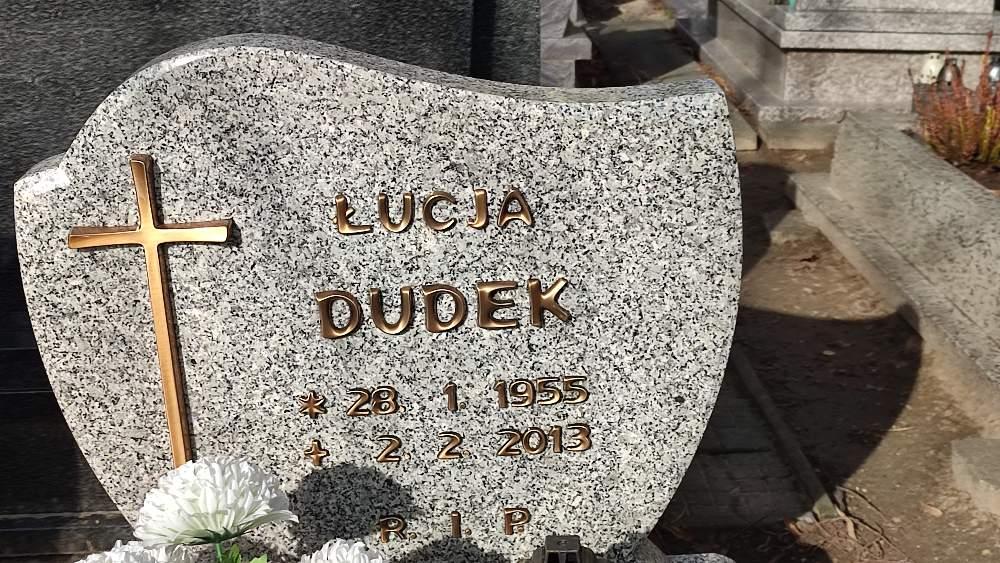 ŁUCJA
DUDEK
* 28. 1. 1955
† 2. 2. 2013
R. I. P.